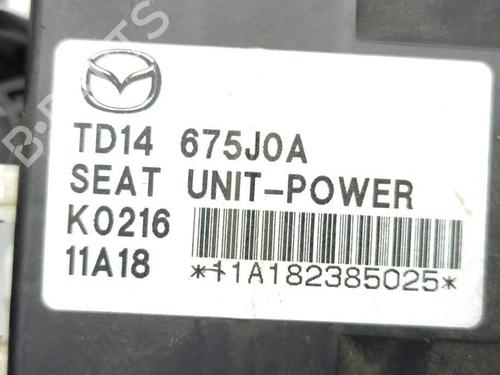 TD14 675J0A
SEAT UNIT-POWER
K0216
11A18
*11A182385025*